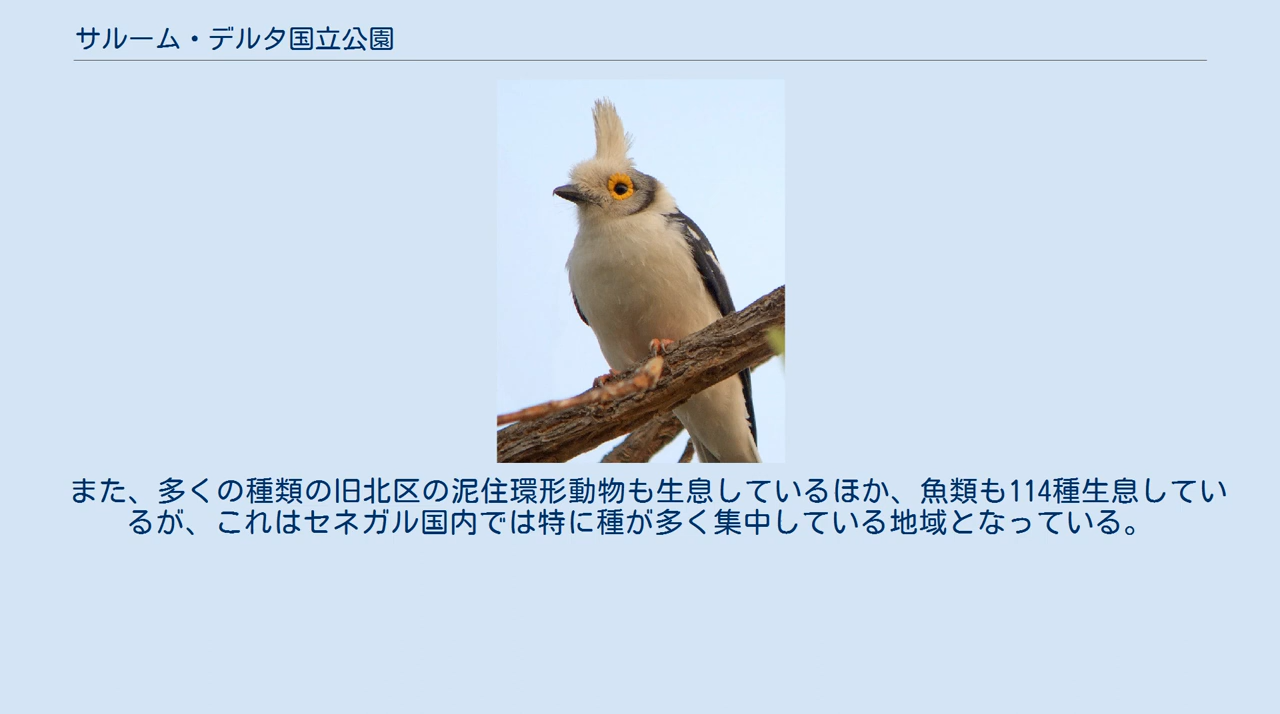 サルーム・デルタ国立公園
また、多くの種類の旧北区の泥住環形動物も生息しているほか、魚類も114種生息してい
るが、これはセネガル国内では特に種が多く集中している地域となっている。